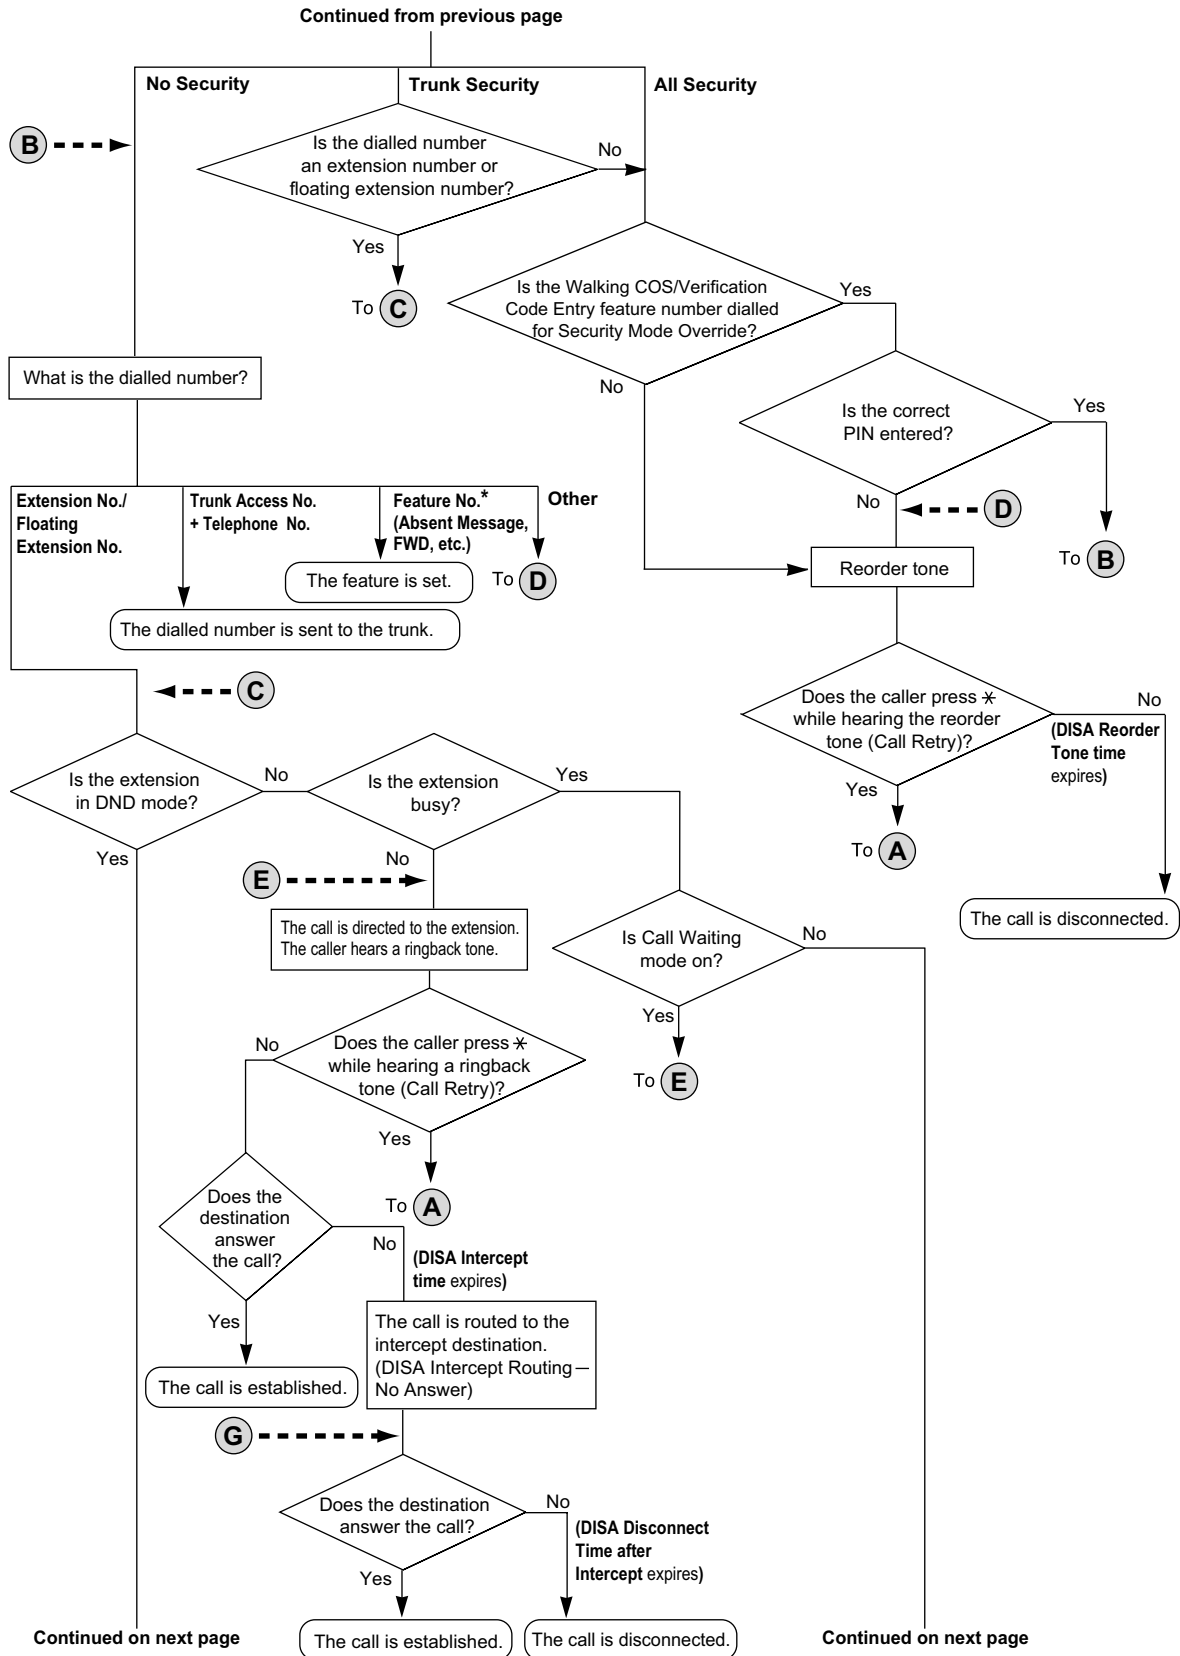 Continued from previous page
No Security
Trunk Security
All Security
B
Is the dialled number
an extension number or
floating extension number?
No
Yes
To C
Is the Walking COS/Verification
Code Entry feature number dialled
for Security Mode Override?
Yes
No
What is the dialled number?
Is the correct
PIN entered?
Yes
No
D
To B
Reorder tone
Extension No./
Floating
Extension No.
Trunk Access No.
+ Telephone No.
Feature No.*
(Absent Message,
FWD, etc.)
Other
The feature is set.
To D
The dialled number is sent to the trunk.
C
Does the caller press *
while hearing the reorder
tone (Call Retry)?
No
(DISA Reorder
Tone time
expires)
Yes
To A
The call is disconnected.
Is the extension
in DND mode?
No
Yes
Is the extension
busy?
Yes
No
E
The call is directed to the extension.
The caller hears a ringback tone.
Is Call Waiting
mode on?
No
Yes
To E
Does the caller press *
while hearing a ringback
tone (Call Retry)?
No
Yes
To A
Does the
destination
answer
the call?
No
(DISA Intercept
time expires)
Yes
The call is established.
The call is routed to the
intercept destination.
(DISA Intercept Routing—
No Answer)
G
Does the destination
answer the call?
No
(DISA Disconnect
Time after
Intercept expires)
Yes
The call is established.
The call is disconnected.
Continued on next page
Continued on next page